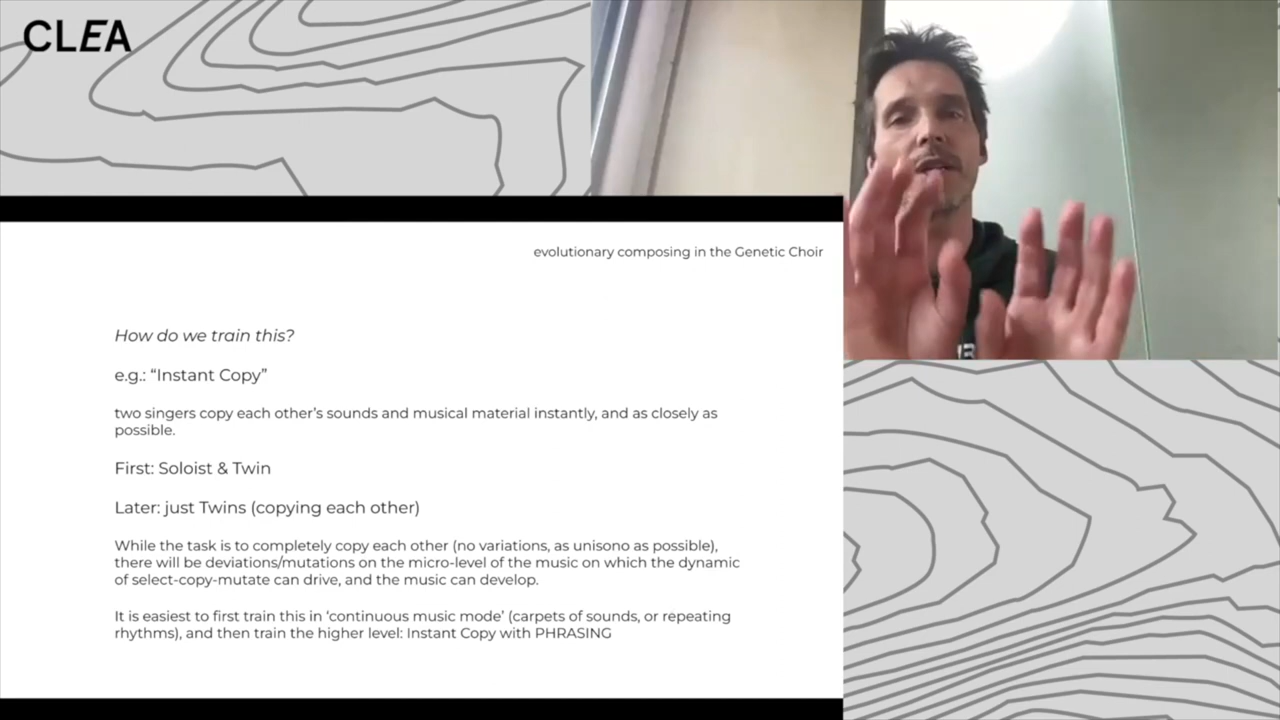 CLEA
evolutionary composing in the Genetic Choir
How do we train this?
e.g.: “Instant Copy”
two singers copy each other’s sounds and musical material instantly, and as closely as
possible.
First: Soloist & Twin
Later: just Twins (copying each other)
While the task is to completely copy each other (no variations, as unisono as possible),
there will be deviations/mutations on the micro-level of the music on which the dynamic
of select-copy-mutate can drive, and the music can develop.
It is easiest to first train this in ‘continuous music mode’ (carpets of sounds, or repeating
rhythms), and then train the higher level: Instant Copy with PHRASING